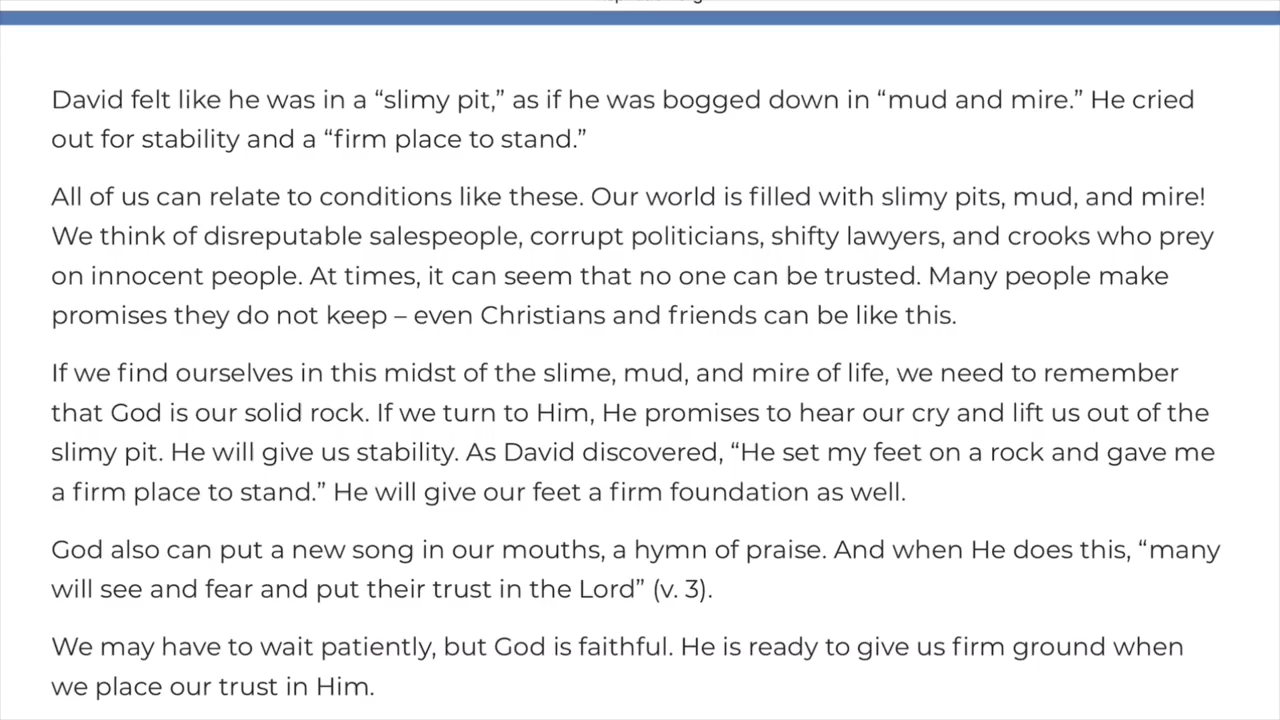 David felt like he was in a “slimy pit,” as if he was bogged down in “mud and mire.” He cried
out for stability and a “firm place to stand.”
All of us can relate to conditions like these. Our world is filled with slimy pits, mud, and mire!
We think of disreputable salespeople, corrupt politicians, shifty lawyers, and crooks who prey
on innocent people. At times, it can seem that no one can be trusted. Many people make
promises they do not keep – even Christians and friends can be like this.
If we find ourselves in this midst of the slime, mud, and mire of life, we need to remember
that God is our solid rock. If we turn to Him, He promises to hear our cry and lift us out of the
slimy pit. He will give us stability. As David discovered, “He set my feet on a rock and gave me
a firm place to stand.” He will give our feet a firm foundation as well.
God also can put a new song in our mouths, a hymn of praise. And when He does this, “many
will see and fear and put their trust in the Lord” (v. 3).
We may have to wait patiently, but God is faithful. He is ready to give us firm ground when
we place our trust in Him.